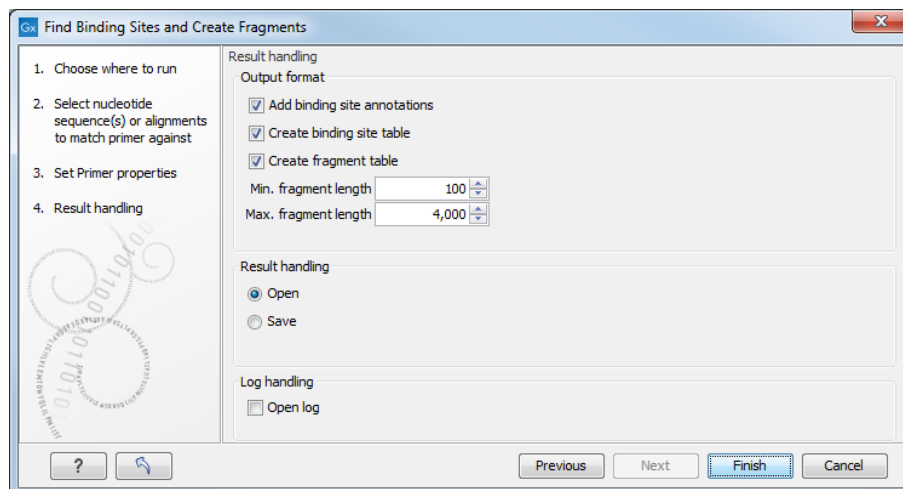 Gx Find Binding Sites and Create Fragments
X
1. Choose where to run
2. Select nucleotide
sequence(s) or alignments
to match primer against
3. Set Primer properties
4. Result handling
Result handling
Output format
Add binding site annotations
Create binding site table
Create fragment table
Min. fragment length 100
Max. fragment length 4,000
Result handling
Open
Save
Log handling
Open log
?
Previous Next Finish Cancel